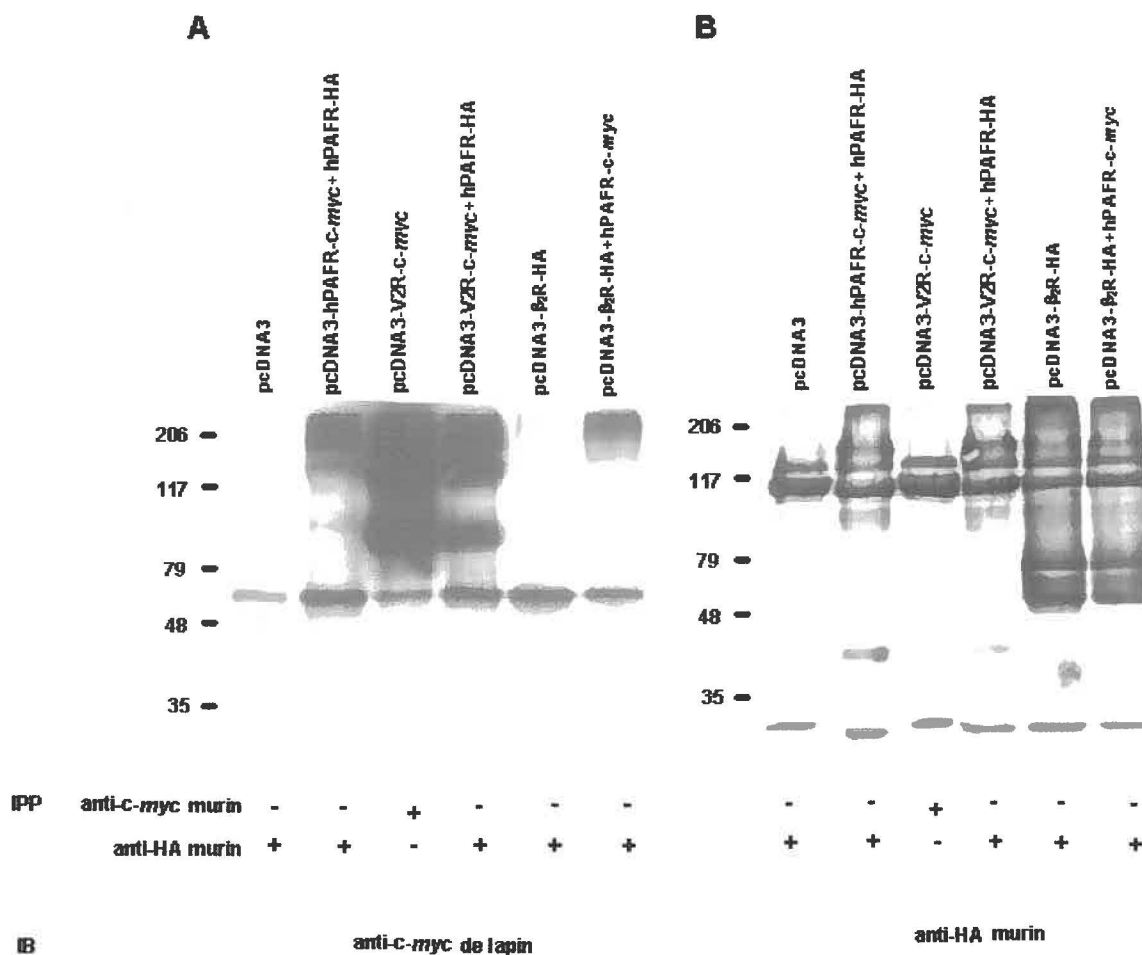 A
B
pcDNA3
pcDNA3-hPAFR-c-myc+hPAFR-HA
pcDNA3-V2R-c-myc
pcDNA3-V2R-c-myc+hPAFR-HA
pcDNA3-β₂R-HA
pcDNA3-β₂R-HA+hPAFR-c-myc
pcDNA3
pcDNA3-hPAFR-c-myc+hPAFR-HA
pcDNA3-V2R-c-myc
pcDNA3-V2R-c-myc+hPAFR-HA
pcDNA3-β₂R-HA
pcDNA3-β₂R-HA+hPAFR-c-myc
206
117
79
48
35
206
117
79
48
35
IPP anti-c-myc murin - - + - - - - - + - - -
anti-HA murin + + - + + + + + - + + +
IB anti-c-myc de lapin anti-HA murin